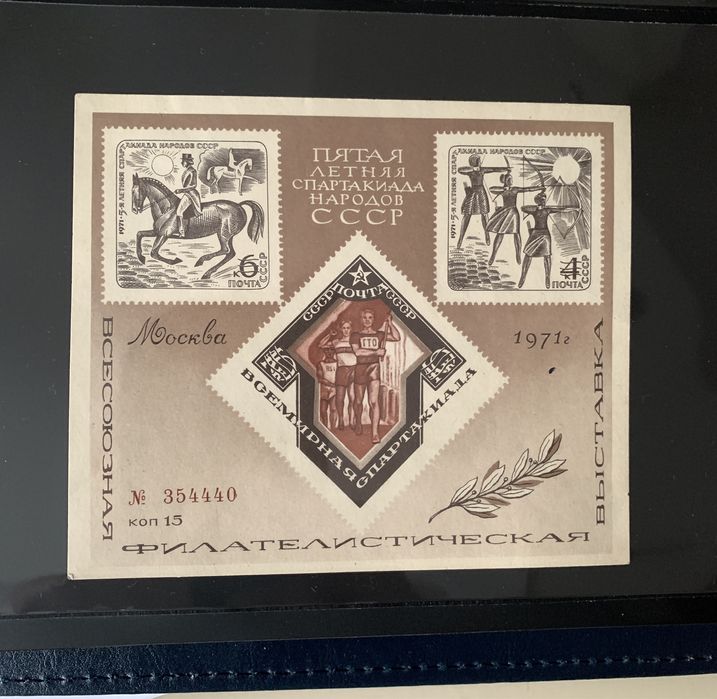 1971·5-Я ЛЕТНЯЯ СПАРТАКИАДА НАРОДОВ СССР
6 К
ПОЧТА
СССР
ПЯТАЯ
ЛЕТНЯЯ
СПАРТАКИАДА
НАРОДОВ
СССР
1971·5-Я ЛЕТНЯЯ СПАРТАКИАДА НАРОДОВ СССР
4 К
ПОЧТА
СССР
Москва
1971г
СССР ПОЧТА СССР
ГТО
ВСЕМИРНАЯ СПАРТАКИАДА
№ 354440
КОП 15
ВСЕСОЮЗНАЯ
ФИЛАТЕЛИСТИЧЕСКАЯ
ВЫСТАВКА